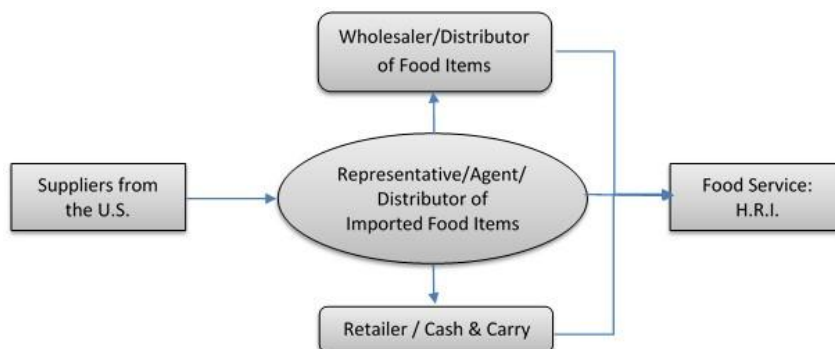 Wholesaler/Distributor
of Food Items
Suppliers from
the U.S.
Representative/Agent/
Distributor of
Imported Food Items
Food Service:
H.R.I.
Retailer / Cash & Carry